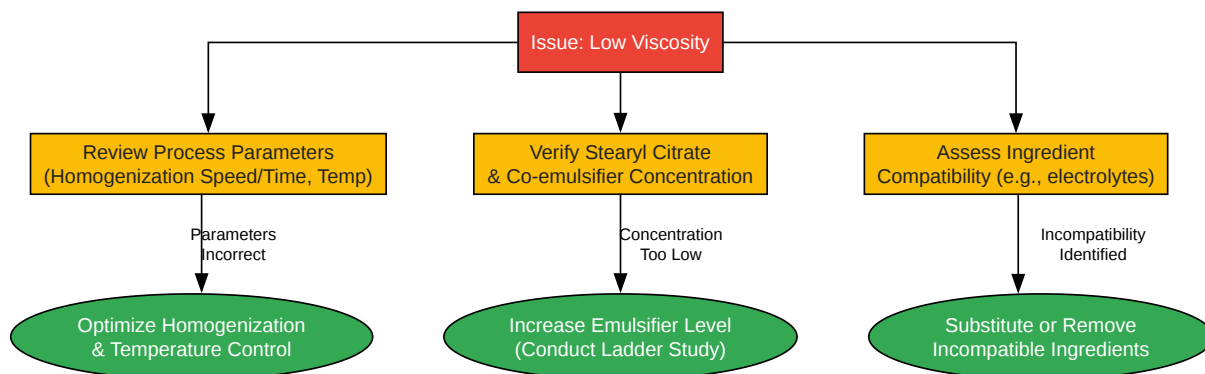 Issue: Low Viscosity
Review Process Parameters
(Homogenization Speed/Time, Temp)
Verify Stearyl Citrate
& Co-emulsifier Concentration
Assess Ingredient
Compatibility (e.g., electrolytes)
Parameters
Incorrect
Concentration
Too Low
Incompatibility
Identified
Optimize Homogenization
& Temperature Control
Increase Emulsifier Level
(Conduct Ladder Study)
Substitute or Remove
Incompatible Ingredients